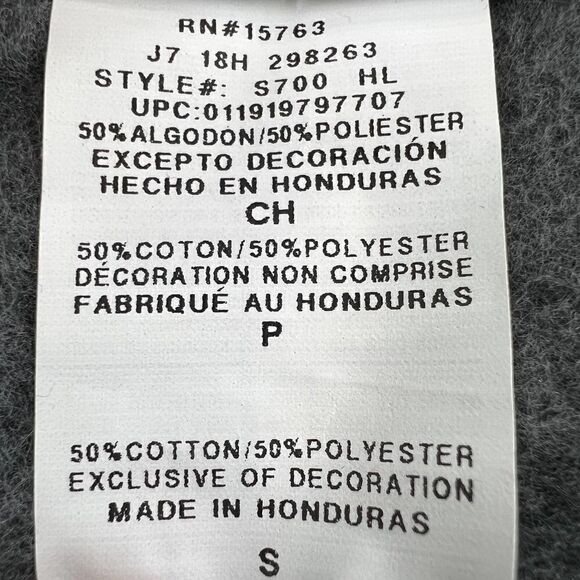 RN#15763
J7 18H 298263
STYLE#: S700 HL
UPC:011919797707
50%ALGODON/50%POLIESTER
EXCEPTO DECORACIÓN
HECHO EN HONDURAS
CH
50%COTON/50%POLYESTER
DÉCORATION NON COMPRISE
FABRIQUÉ AU HONDURAS
P
50%COTTON/50%POLYESTER
EXCLUSIVE OF DECORATION
MADE IN HONDURAS
S